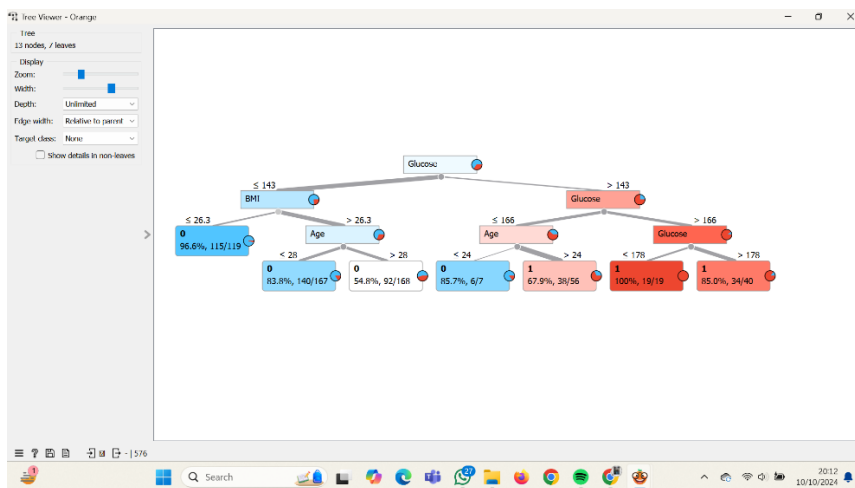 Tree Viewer - Orange
Tree
13 nodes, 7 leaves
Display
Zoom:
Width:
Depth: Unlimited
Edge width: Relative to parent
Target class: None
Show details in non-leaves
Glucose
≤ 143
> 143
BMI
Glucose
≤ 26.3
> 26.3
≤ 166
> 166
0
96.6%, 115/119
Age
Age
Glucose
< 28
> 28
< 24
> 24
< 178
> 178
0
83.8%, 140/167
0
54.8%, 92/168
0
85.7%, 6/7
1
67.9%, 38/56
1
100%, 19/19
1
85.0%, 34/40
- | 576
1
Search
27
20:12
10/10/2024